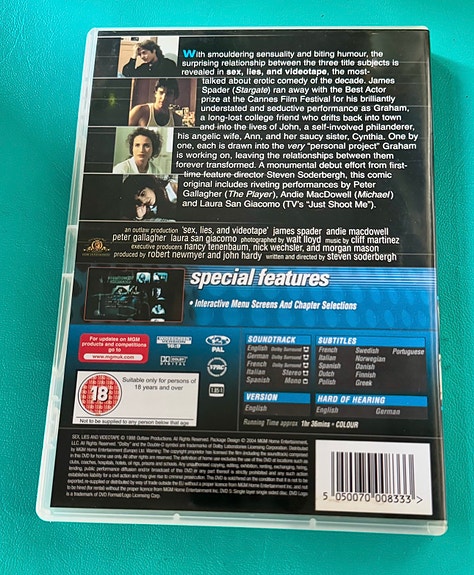 With smouldering sensuality and biting humour, the
surprising relationship between the three title subjects is
revealed in sex, lies, and videotape, the most-
talked about erotic comedy of the decade. James
Spader (Stargate) ran away with the Best Actor
prize at the Cannes Film Festival for his brilliantly
understated and seductive performance as Graham,
a long-lost college friend who drifts back into town
and into the lives of John, a self-involved philanderer,
his angelic wife, Ann, and her saucy sister, Cynthia. One by
one, each is drawn into the very "personal project" Graham
is working on, leaving the relationships between them
forever transformed. A monumental debut effort from first-
time feature director Steven Soderbergh, this comic
original includes riveting performances by Peter
Gallagher (The Player), Andie MacDowell (Michael)
and Laura San Giacomo (TV's "Just Shoot Me").
an outlaw production 'sex, lies, and videotape' james spader andie macdowell
peter gallagher laura san giacomo photographed by walt lloyd music by cliff martinez
executive producers nancy tenenbaum, nick wechsler, and morgan mason
produced by robert newmyer and john hardy written and directed by steven soderbergh
special features
• Interactive Menu Screens And Chapter Selections
For updates on MGM
products and competitions
go to
www.mgmuk.com
WIDESCREEN
16:9
DOLBY
DIGITAL
PAL
18
Suitable only for persons of
18 years and over
Not to be supplied to any person below that age
SOUNDTRACK
English Dolby Surround
German Dolby Surround
French Dolby Surround
Italian Stereo
Spanish Mono
SUBTITLES
French Swedish Portuguese
Italian Norwegian
Spanish Danish
Dutch Finnish
Polish Greek
VERSION
English
HARD OF HEARING
English German
Running Time approx 1hr 36mins • COLOUR
5 050070 008333 >